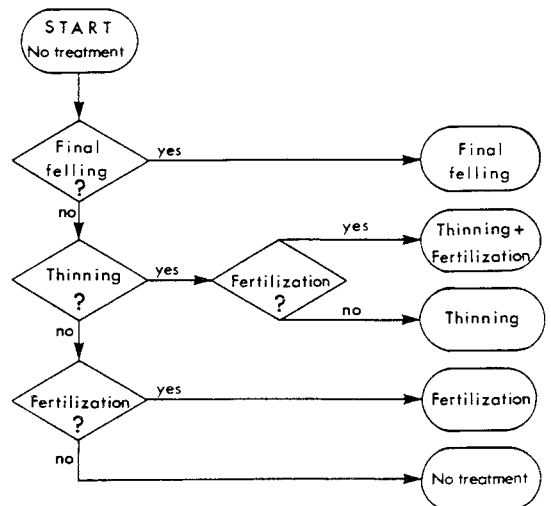 START
No treatment
Final
felling
?
yes
Final
felling
no
Thinning
?
yes
Fertilization
?
yes
Thinning +
Fertilization
no
Thinning
no
Fertilization
?
yes
Fertilization
no
No treatment